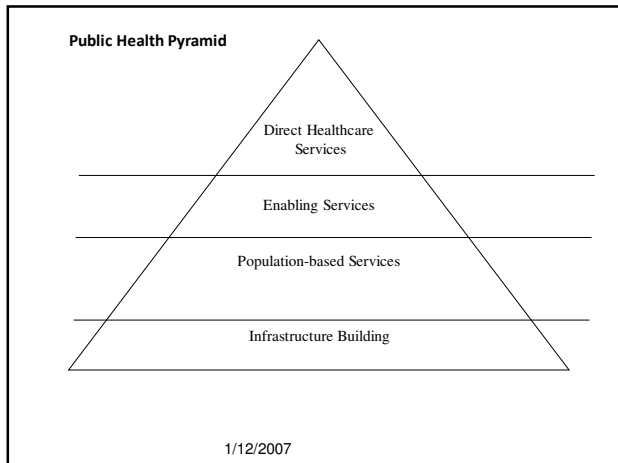 Public Health Pyramid
Direct Healthcare
Services
Enabling Services
Population-based Services
Infrastructure Building
1/12/2007